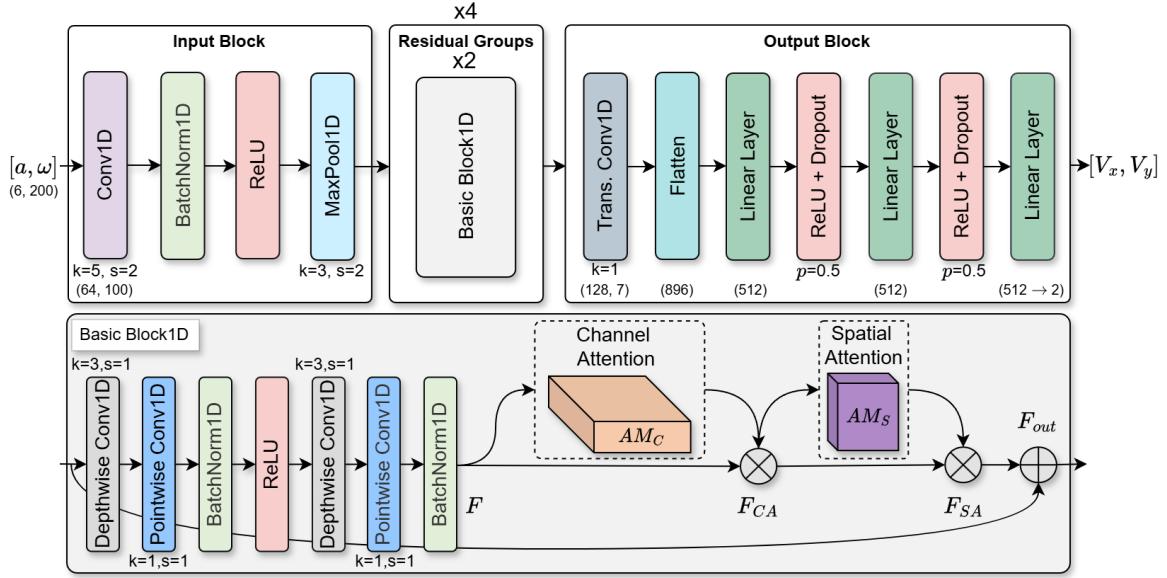 x4
Input Block
Residual Groups
Output Block
x2
[a, ω]
(6, 200)
Conv1D
BatchNorm1D
ReLU
MaxPool1D
Basic Block1D
Trans. Conv1D
Flatten
Linear Layer
ReLU + Dropout
Linear Layer
ReLU + Dropout
Linear Layer
[V_x, V_y]
k=5, s=2
(64, 100)
k=3, s=2
k=1
(128, 7)
(896)
(512)
p=0.5
(512)
p=0.5
(512 → 2)
Basic Block1D
k=3,s=1
Depthwise Conv1D
Pointwise Conv1D
k=1,s=1
BatchNorm1D
ReLU
k=3,s=1
Depthwise Conv1D
Pointwise Conv1D
k=1,s=1
BatchNorm1D
F
Channel
Attention
AM_C
F_CA
Spatial
Attention
AM_S
F_SA
F_out